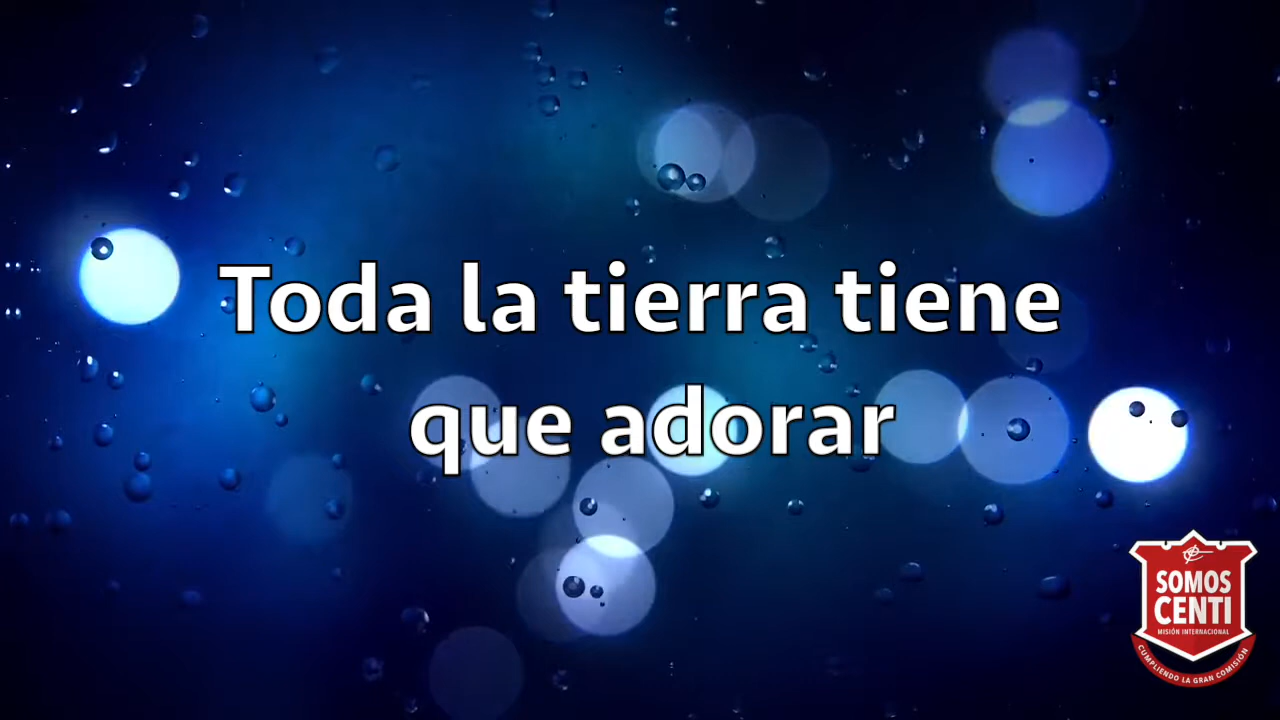 Toda la tierra tiene
que adorar
SOMOS
CENTI
MISIÓN INTERNACIONAL
CUMPLIENDO LA GRAN COMISIÓN